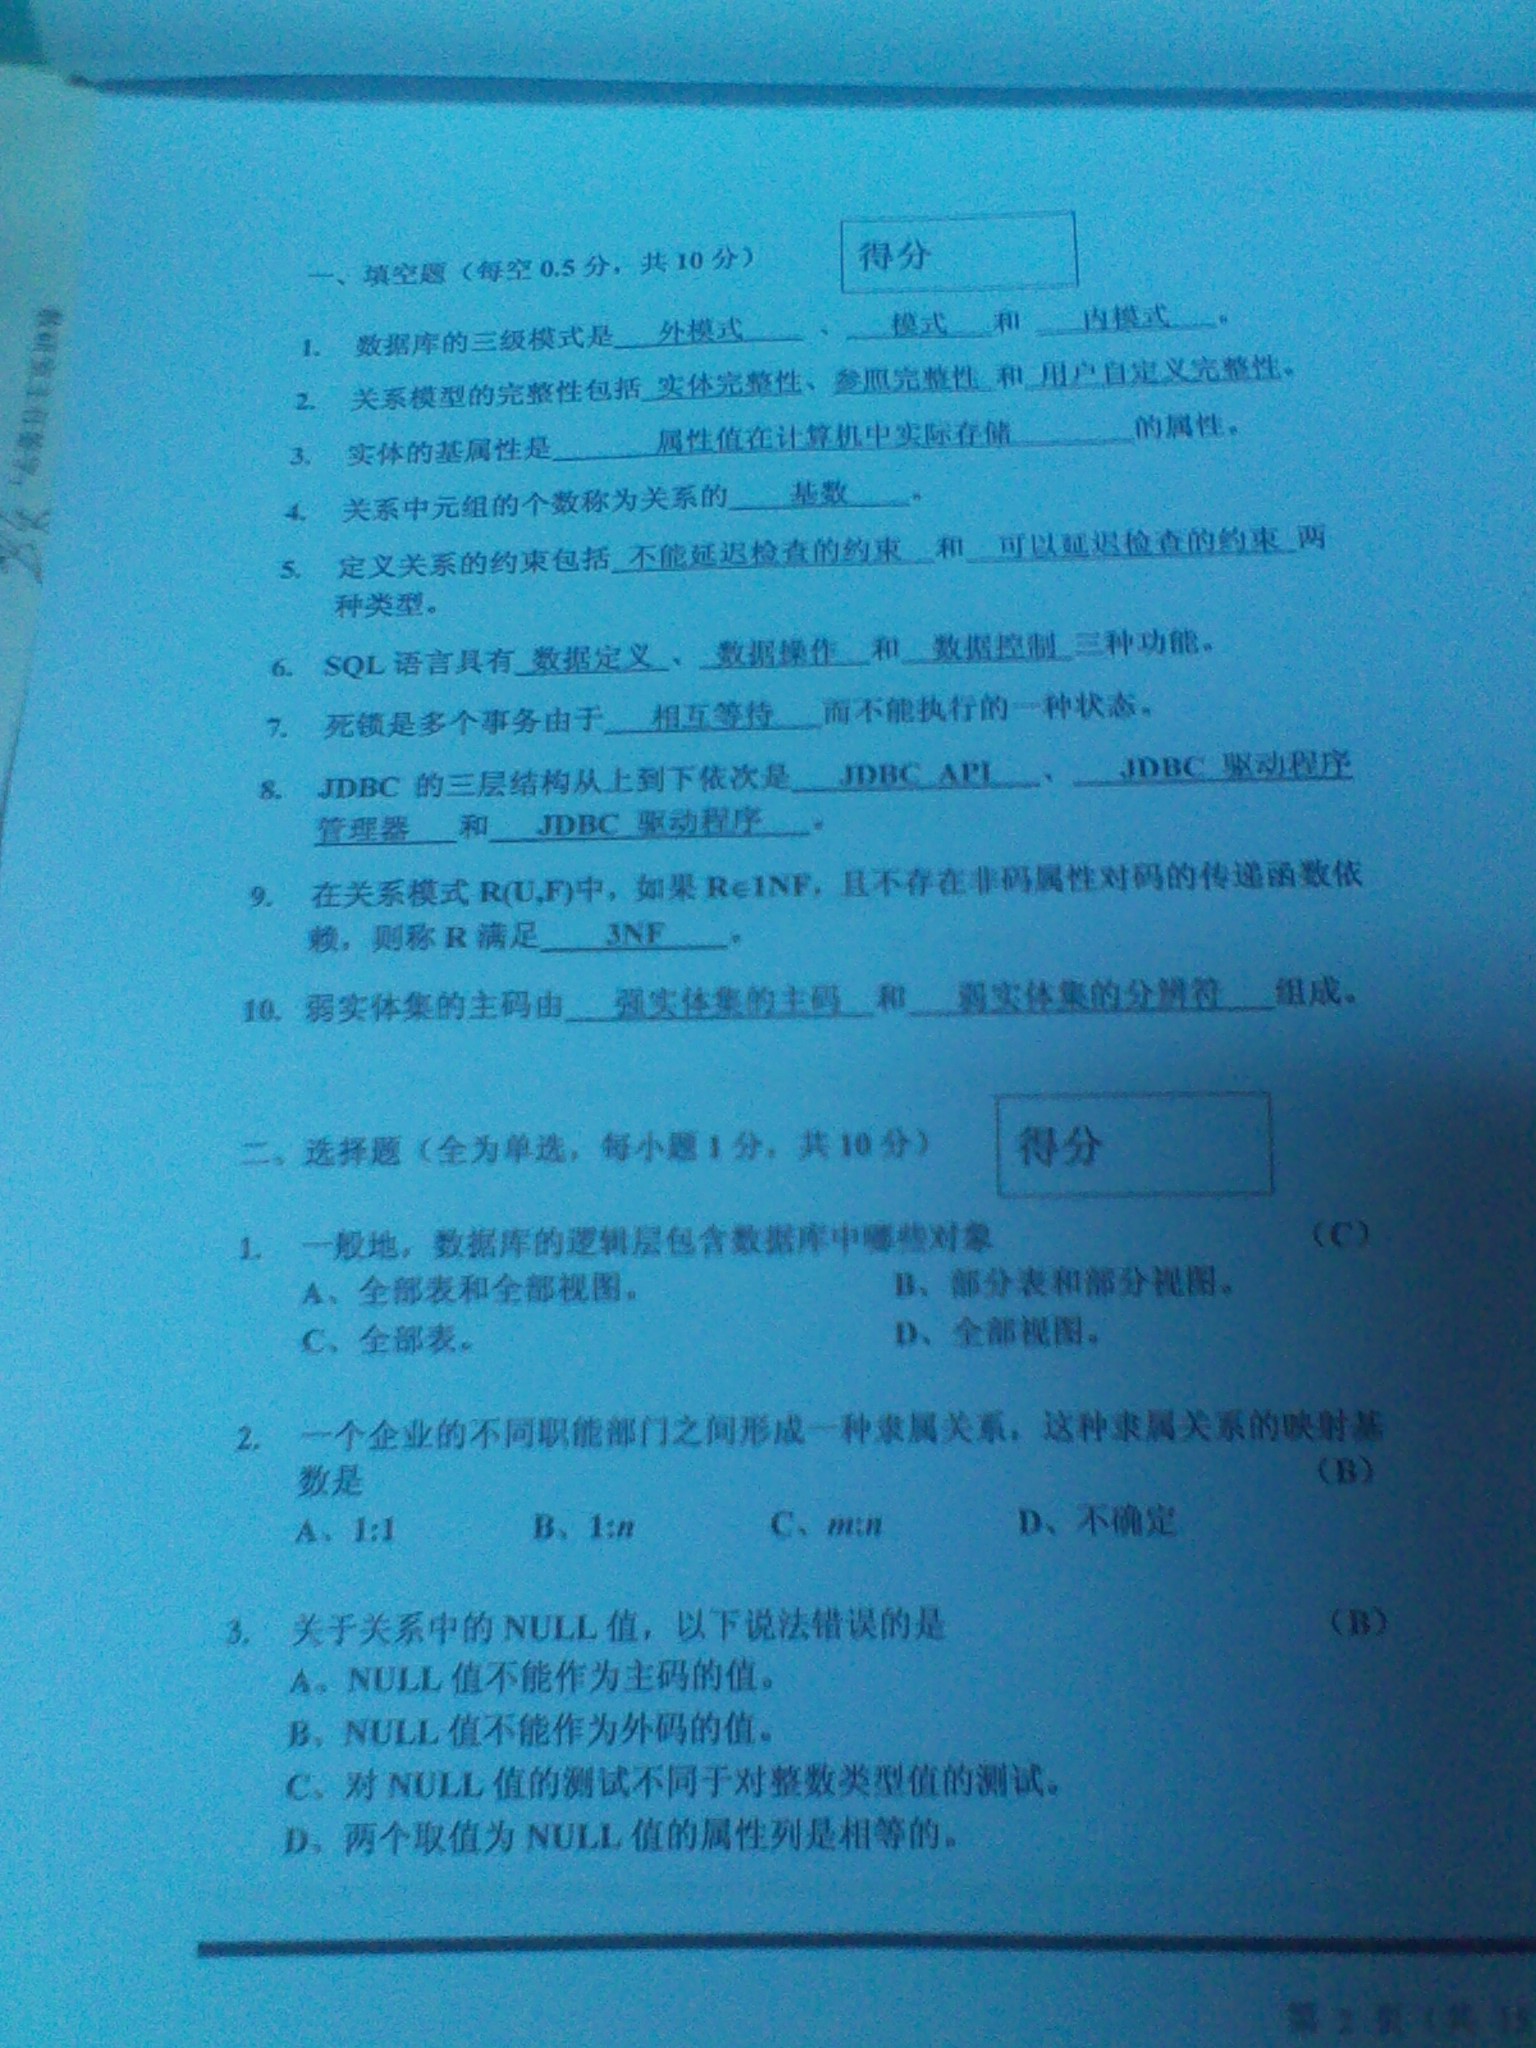 一、填空题（每空 0.5 分，共 10 分）
得分
1. 数据库的三级模式是 外模式 、 模式 和 内模式 。
2. 关系模型的完整性包括 实体完整性、参照完整性 和 用户自定义完整性。
3. 实体的基属性是 属性值在计算机中实际存储 的属性。
4. 关系中元组的个数称为关系的 基数 。
5. 定义关系的约束包括 不能延迟检查的约束 和 可以延迟检查的约束 两
种类型。
6. SQL 语言具有 数据定义 、 数据操作 和 数据控制 三种功能。
7. 死锁是多个事务由于 相互等待 而不能执行的一种状态。
8. JDBC 的三层结构从上到下依次是 JDBC API 、 JDBC 驱动程序
管理器 和 JDBC 驱动程序 。
9. 在关系模式 R(U,F)中，如果 R∈1NF，且不存在非码属性对码的传递函数依
赖，则称 R 满足 3NF 。
10. 弱实体集的主码由 强实体集的主码 和 弱实体集的分辨符 组成。
二、选择题（全为单选，每小题 1 分，共 10 分）
得分
1. 一般地，数据库的逻辑层包含数据库中哪些对象 （C）
A、全部表和全部视图。 B、部分表和部分视图。
C、全部表。 D、全部视图。
2. 一个企业的不同职能部门之间形成一种隶属关系，这种隶属关系的映射基
数是 （B）
A、1:1 B、1:n C、m:n D、不确定
3. 关于关系中的 NULL 值，以下说法错误的是 （B）
A、NULL 值不能作为主码的值。
B、NULL 值不能作为外码的值。
C、对 NULL 值的测试不同于对整数类型值的测试。
D、两个取值为 NULL 值的属性列是相等的。
第 2 页（共